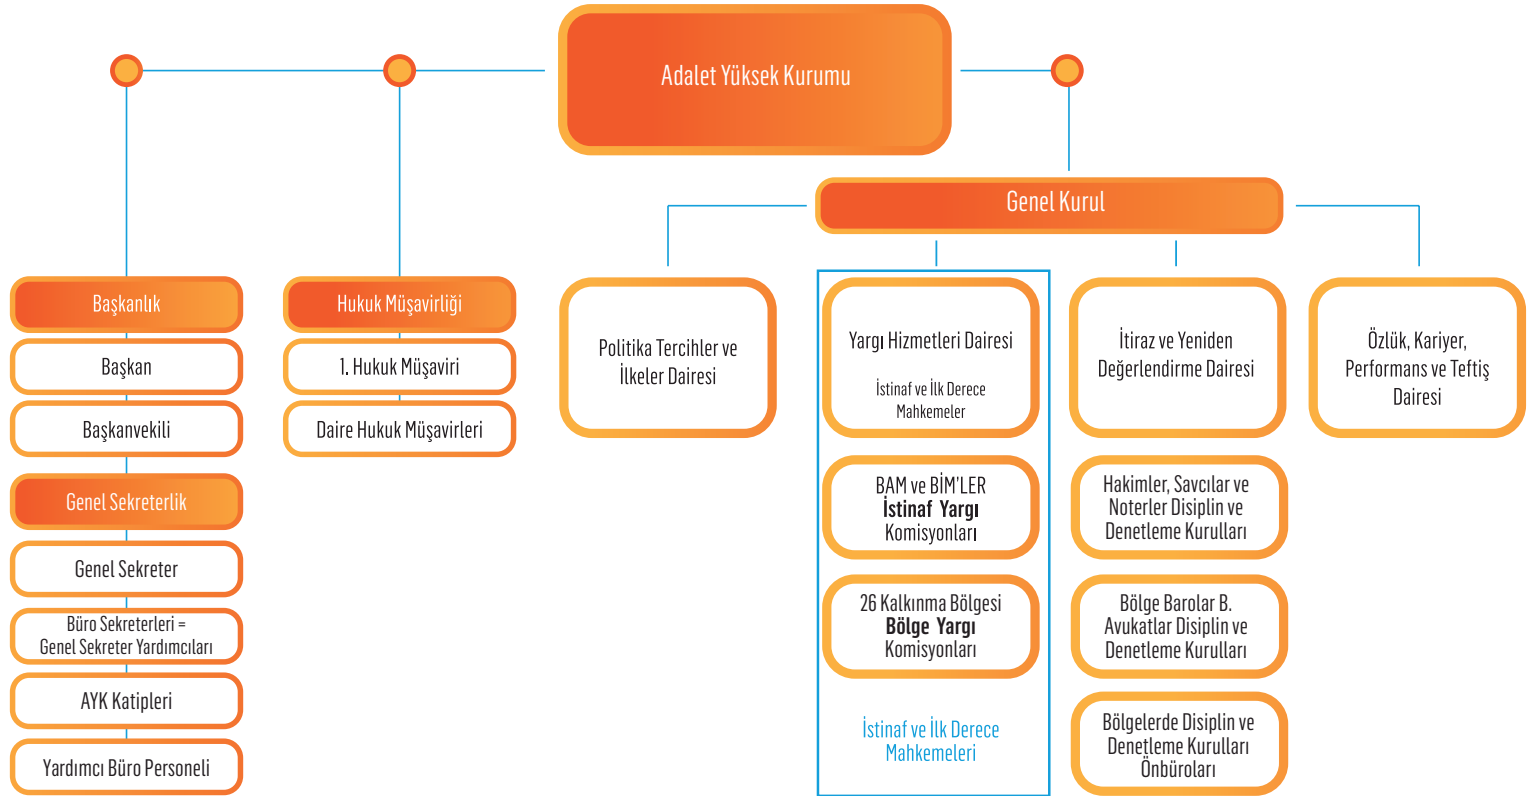 Adalet Yüksek Kurumu
Genel Kurul
Başkanlık
Başkan
Başkanvekili
Genel Sekreterlik
Genel Sekreter
Büro Sekreterleri =
Genel Sekreter Yardımcıları
AYK Katipleri
Yardımcı Büro Personeli
Hukuk Müşavirliği
1. Hukuk Müşaviri
Daire Hukuk Müşavirleri
Politika Tercihler ve
İlkeler Dairesi
Yargı Hizmetleri Dairesi
İstinaf ve İlk Derece
Mahkemeler
BAM ve BİM’LER
İstinaf Yargı
Komisyonları
26 Kalkınma Bölgesi
Bölge Yargı
Komisyonları
İstinaf ve İlk Derece
Mahkemeleri
İtiraz ve Yeniden
Değerlendirme Dairesi
Hakimler, Savcılar ve
Noterler Disiplin ve
Denetleme Kurulları
Bölge Barolar B.
Avukatlar Disiplin ve
Denetleme Kurulları
Bölgelerde Disiplin ve
Denetleme Kurulları
Önbüroları
Özlük, Kariyer,
Performans ve Teftiş
Dairesi